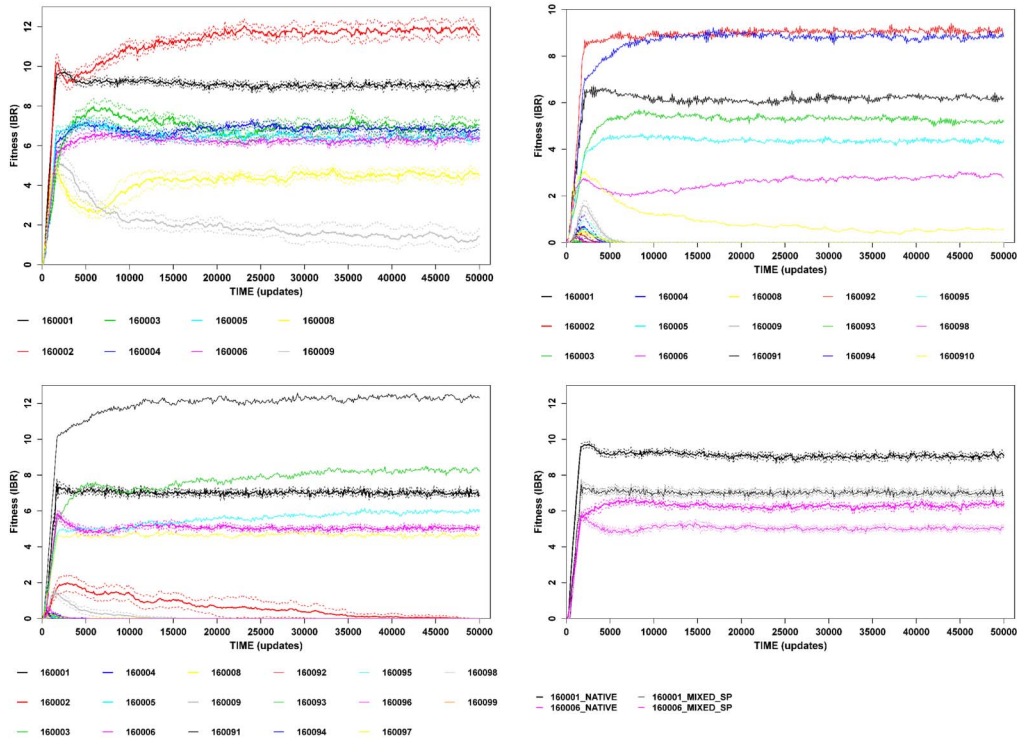 12
10
8
6
4
2
0
Fitness (IBR)
0 5000 10000 15000 20000 25000 30000 35000 40000 45000 50000
TIME (updates)
160001 160003 160005 160008
160002 160004 160006 160009
10
8
6
4
2
0
Fitness (IBR)
0 5000 10000 15000 20000 25000 30000 35000 40000 45000 50000
TIME (updates)
160001 160004 160008 160092 160095
160002 160005 160009 160093 160098
160003 160006 160091 160094 1600910
12
10
8
6
4
2
0
Fitness (IBR)
0 5000 10000 15000 20000 25000 30000 35000 40000 45000 50000
TIME (updates)
160001 160004 160008 160092 160095 160098
160002 160005 160009 160093 160096 160099
160003 160006 160091 160094 160097
12
10
8
6
4
2
0
Fitness (IBR)
0 5000 10000 15000 20000 25000 30000 35000 40000 45000 50000
TIME (updates)
160001_NATIVE 160001_MIXED_SP
160006_NATIVE 160006_MIXED_SP